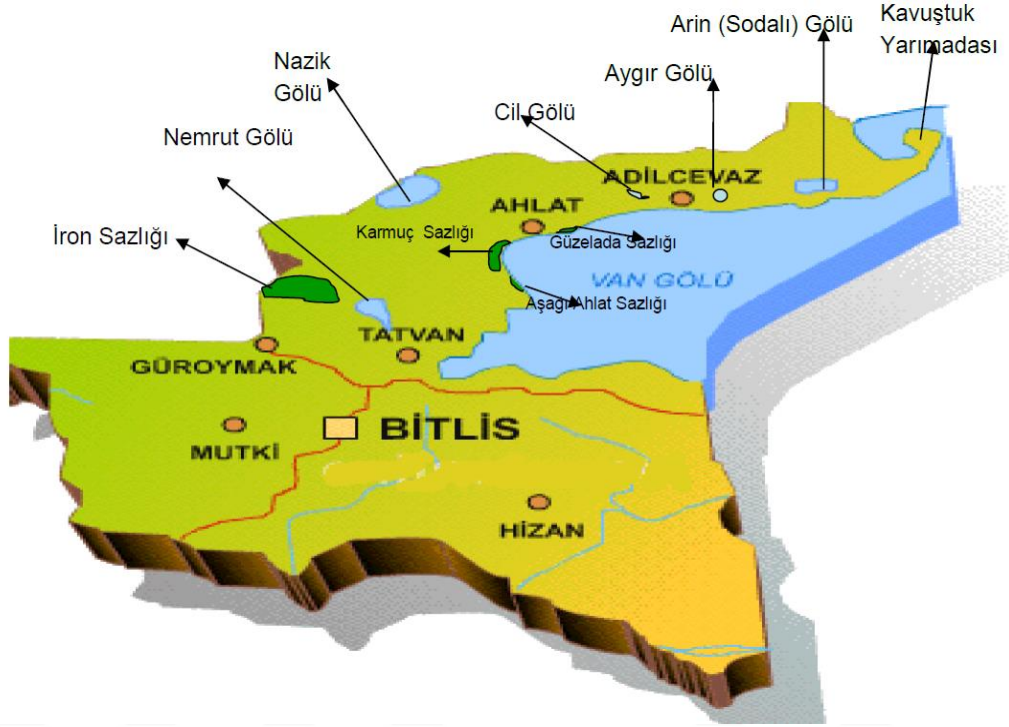 Arin (Sodalı) Gölü
Kavuştuk
Yarımadası
Nazik
Gölü
Aygır Gölü
Cil Gölü
Nemrut Gölü
ADİLCEVAZ
AHLAT
İron Sazlığı
Karmuç Sazlığı
Güzelada Sazlığı
VAN GÖLÜ
Aşağı Ahlat Sazlığı
TATVAN
GÜROYMAK
BİTLİS
MUTKİ
HİZAN